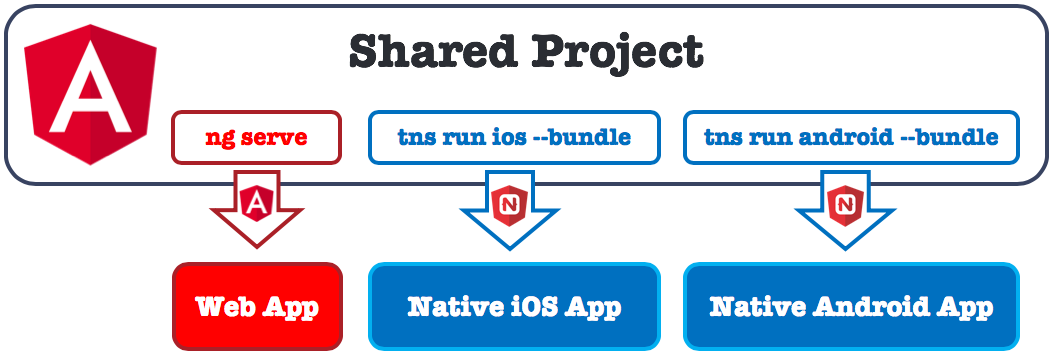 A
Shared Project
ng serve
tns run ios --bundle
tns run android --bundle
A
N
N
Web App
Native iOS App
Native Android App